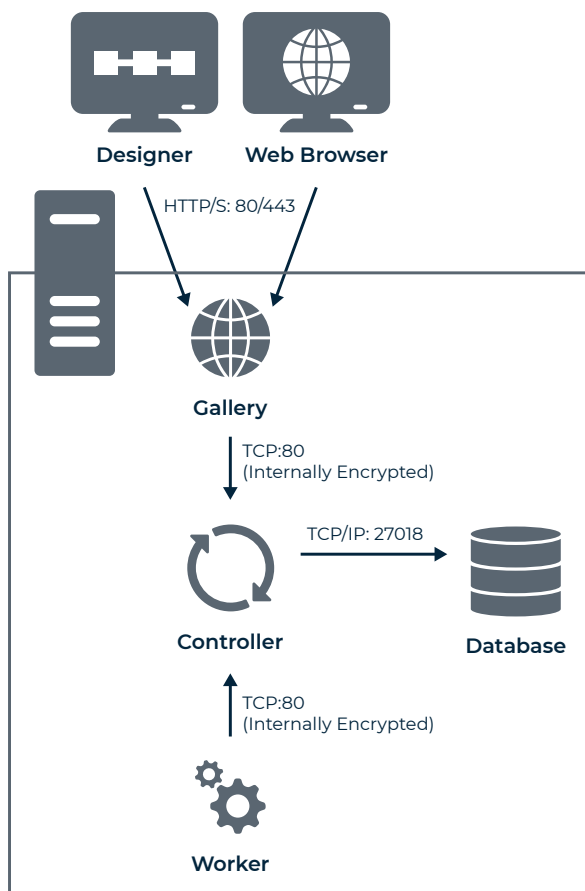 Designer
Web Browser
HTTP/S: 80/443
Gallery
TCP:80
(Internally Encrypted)
TCP/IP: 27018
Controller
Database
TCP:80
(Internally Encrypted)
Worker